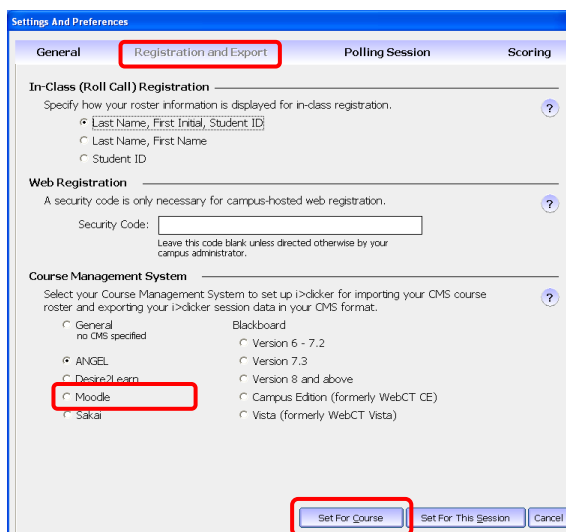 Settings And Preferences
General Registration and Export Polling Session Scoring
In-Class (Roll Call) Registration
Specify how your roster information is displayed for in-class registration.
?
Last Name, First Initial, Student ID
Last Name, First Name
Student ID
Web Registration
A security code is only necessary for campus-hosted web registration.
?
Security Code:
Leave this code blank unless directed otherwise by your
campus administrator.
Course Management System
Select your Course Management System to set up i>clicker for importing your CMS course
roster and exporting your i>clicker session data in your CMS format.
?
General
no CMS specified
ANGEL
Desire2Learn
Moodle
Sakai
Blackboard
Version 6 - 7.2
Version 7.3
Version 8 and above
Campus Edition (formerly WebCT CE)
Vista (formerly WebCT Vista)
Set For Course Set For This Session Cancel